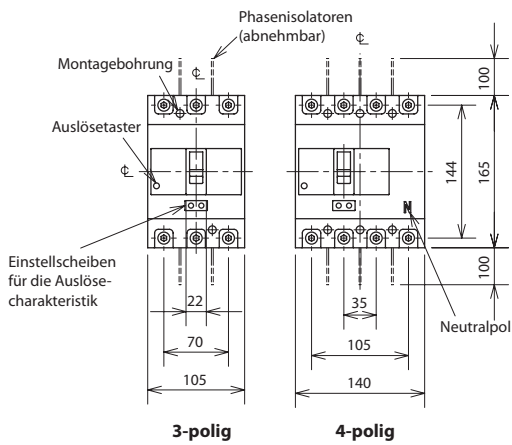 Phasenisolatoren
(abnehmbar)
℄
℄
Montagebohrung
Auslösetaster
℄
Einstellscheiben
für die Auslöse-
charakteristik
22
70
105
3-polig
35
105
140
4-polig
N
Neutralpol
100
144
165
100